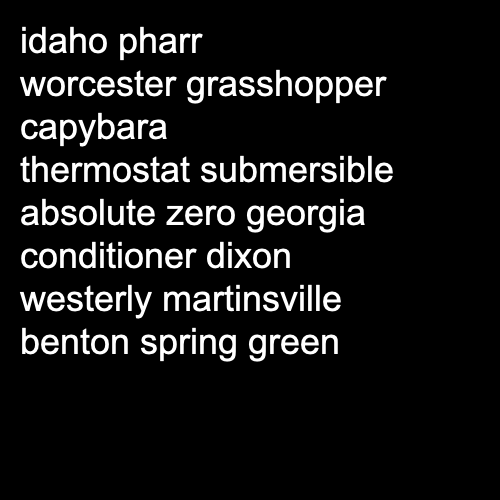 idaho pharr
worcester grasshopper
capybara
thermostat submersible
absolute zero georgia
conditioner dixon
westerly martinsville
benton spring green